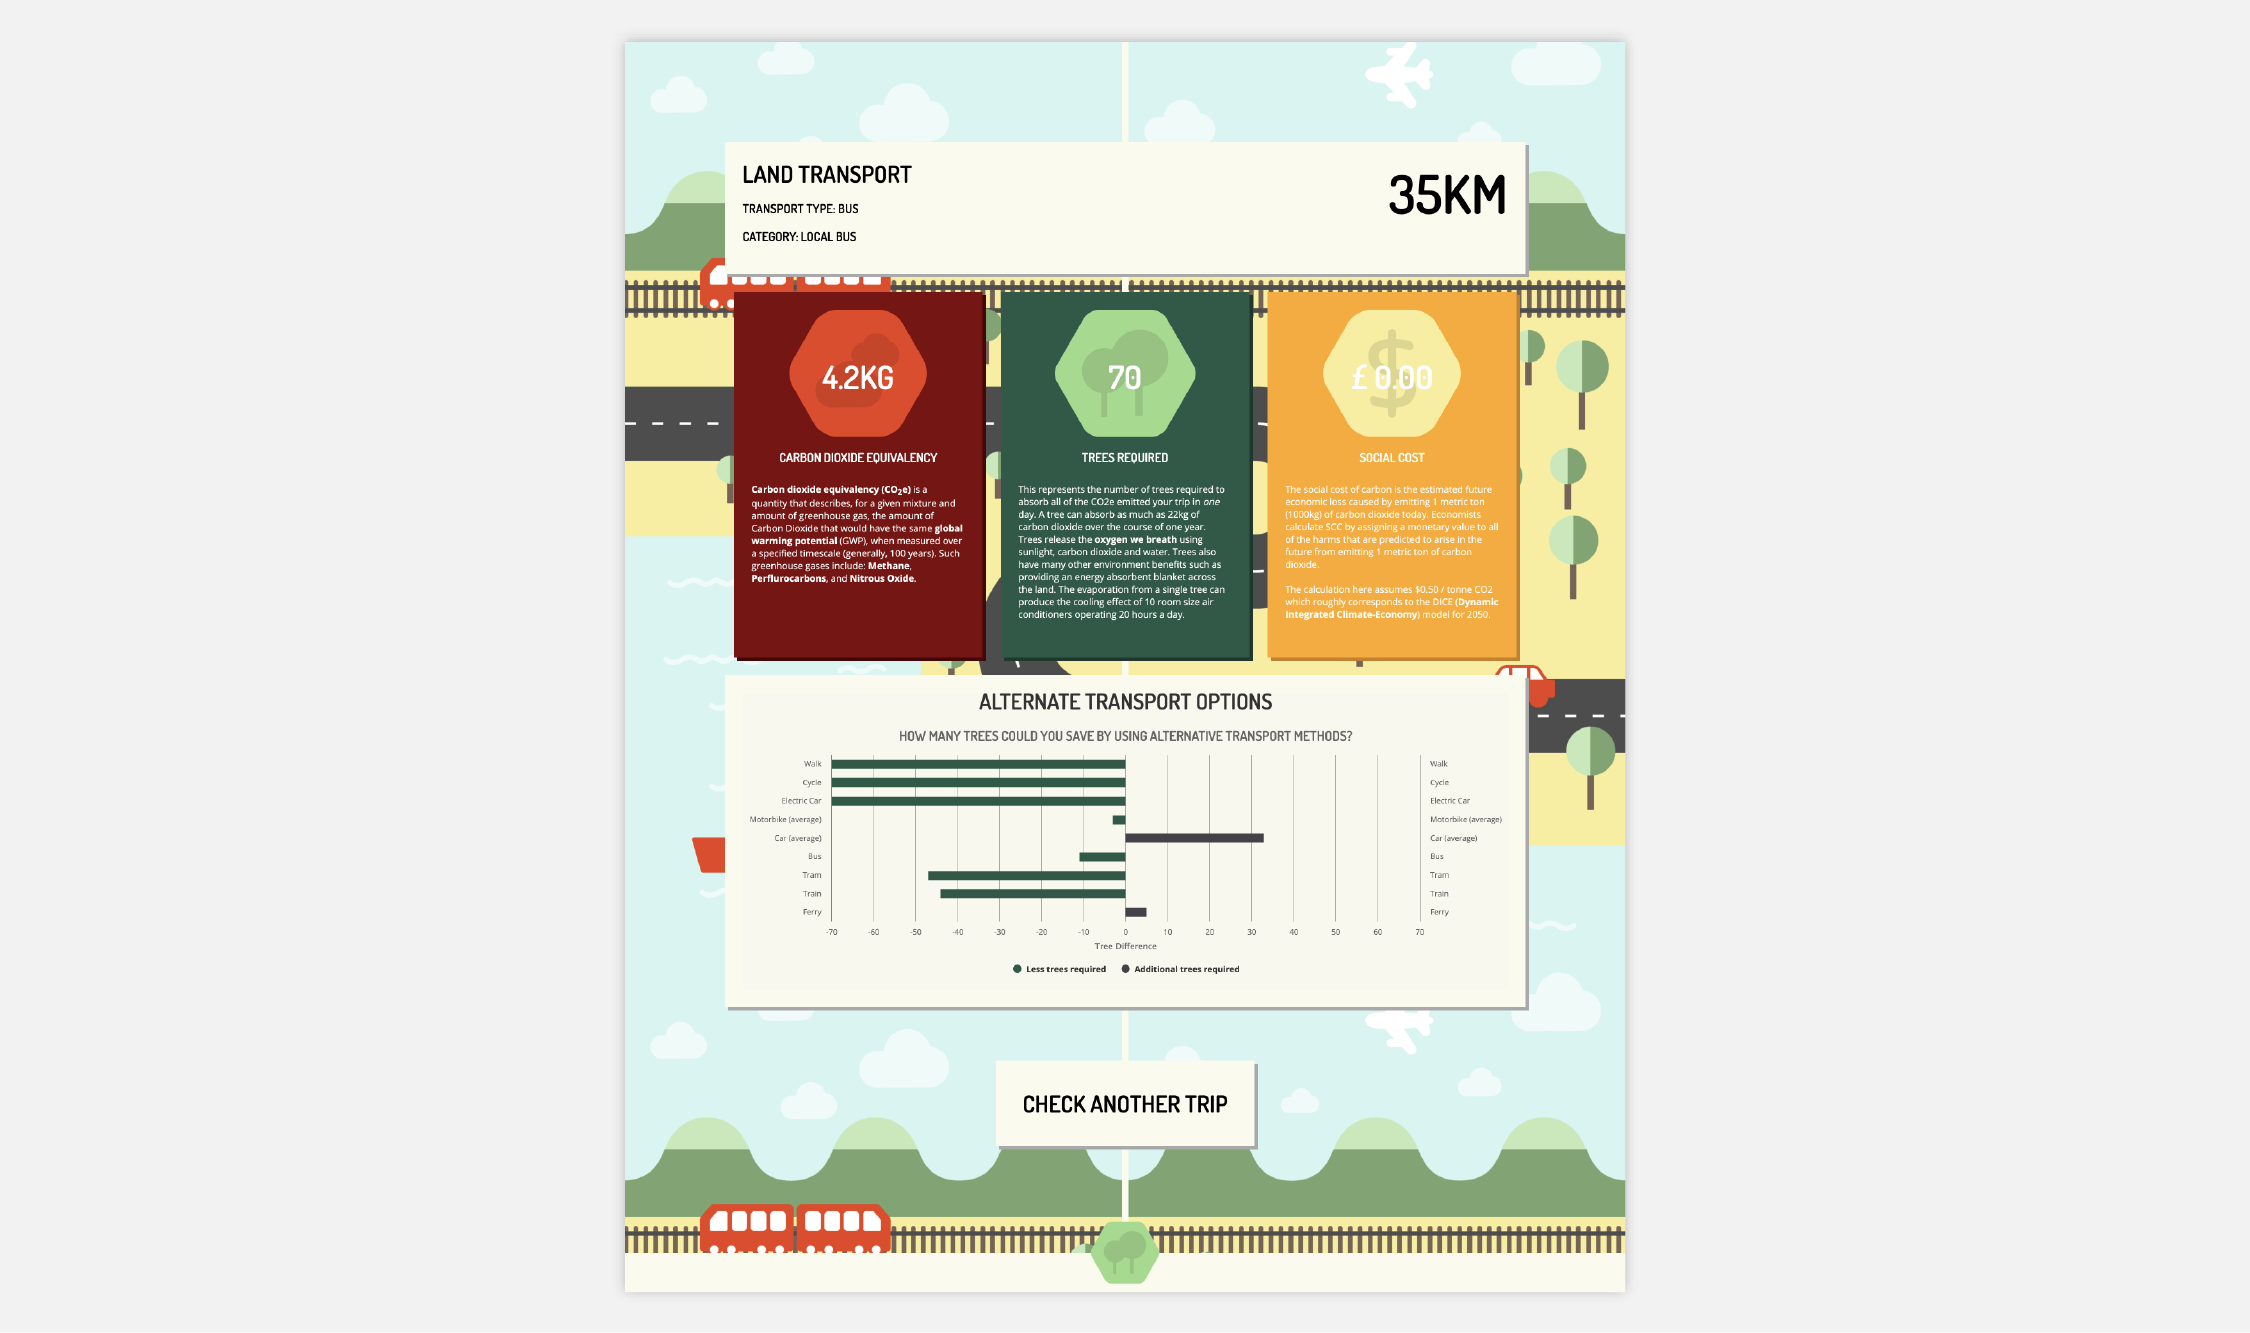 LAND TRANSPORT
35KM
TRANSPORT TYPE: BUS
CATEGORY: LOCAL BUS
4.2KG
CARBON DIOXIDE EQUIVALENCY
Carbon dioxide equivalency (CO2e) is a
quantity that describes, for a given mixture and
amount of greenhouse gas, the amount of
Carbon Dioxide that would have the same global
warming potential (GWP), when measured over
a specified timescale (generally, 100 years). Such
greenhouse gases include: Methane,
Perflurocarbons, and Nitrous Oxide.
70
TREES REQUIRED
This represents the number of trees required to
absorb all of the CO2e emitted your trip in one
day. A tree can absorb as much as 22kg of
carbon dioxide over the course of one year.
Trees release the oxygen we breath using
sunlight, carbon dioxide and water. Trees also
have many other environment benefits such as
providing an energy absorbent blanket across
the land. The evaporation from a single tree can
produce the cooling effect of 10 room size air
conditioners operating 20 hours a day.
£ 0.00
SOCIAL COST
The social cost of carbon is the estimated future
economic loss caused by emitting 1 metric ton
(1000kg) of carbon dioxide today. Economists
calculate SCC by assigning a monetary value to all
of the harms that are predicted to arise in the
future from emitting 1 metric ton of carbon
dioxide.
The calculation here assumes $0.50 / tonne CO2
which roughly corresponds to the DICE (Dynamic
Integrated Climate-Economy) model for 2050.
ALTERNATE TRANSPORT OPTIONS
HOW MANY TREES COULD YOU SAVE BY USING ALTERNATIVE TRANSPORT METHODS?
Walk Walk
Cycle Cycle
Electric Car Electric Car
Motorbike (average) Motorbike (average)
Car (average) Car (average)
Bus Bus
Tram Tram
Train Train
Ferry Ferry
-70 -60 -50 -40 -30 -20 -10 0 10 20 30 40 50 60 70
Tree Difference
Less trees required Additional trees required
CHECK ANOTHER TRIP